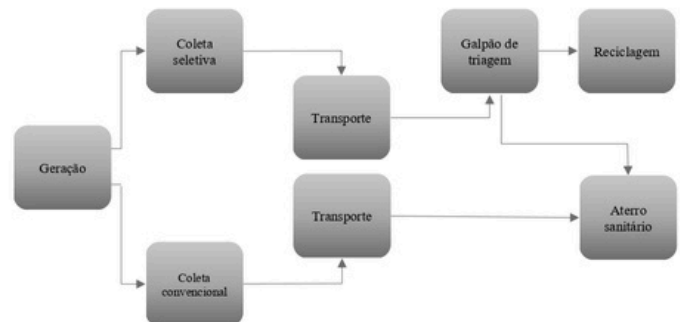 Geração
Coleta
seletiva
Transporte
Galpão de
triagem
Reciclagem
Coleta
convencional
Transporte
Aterro
sanitário